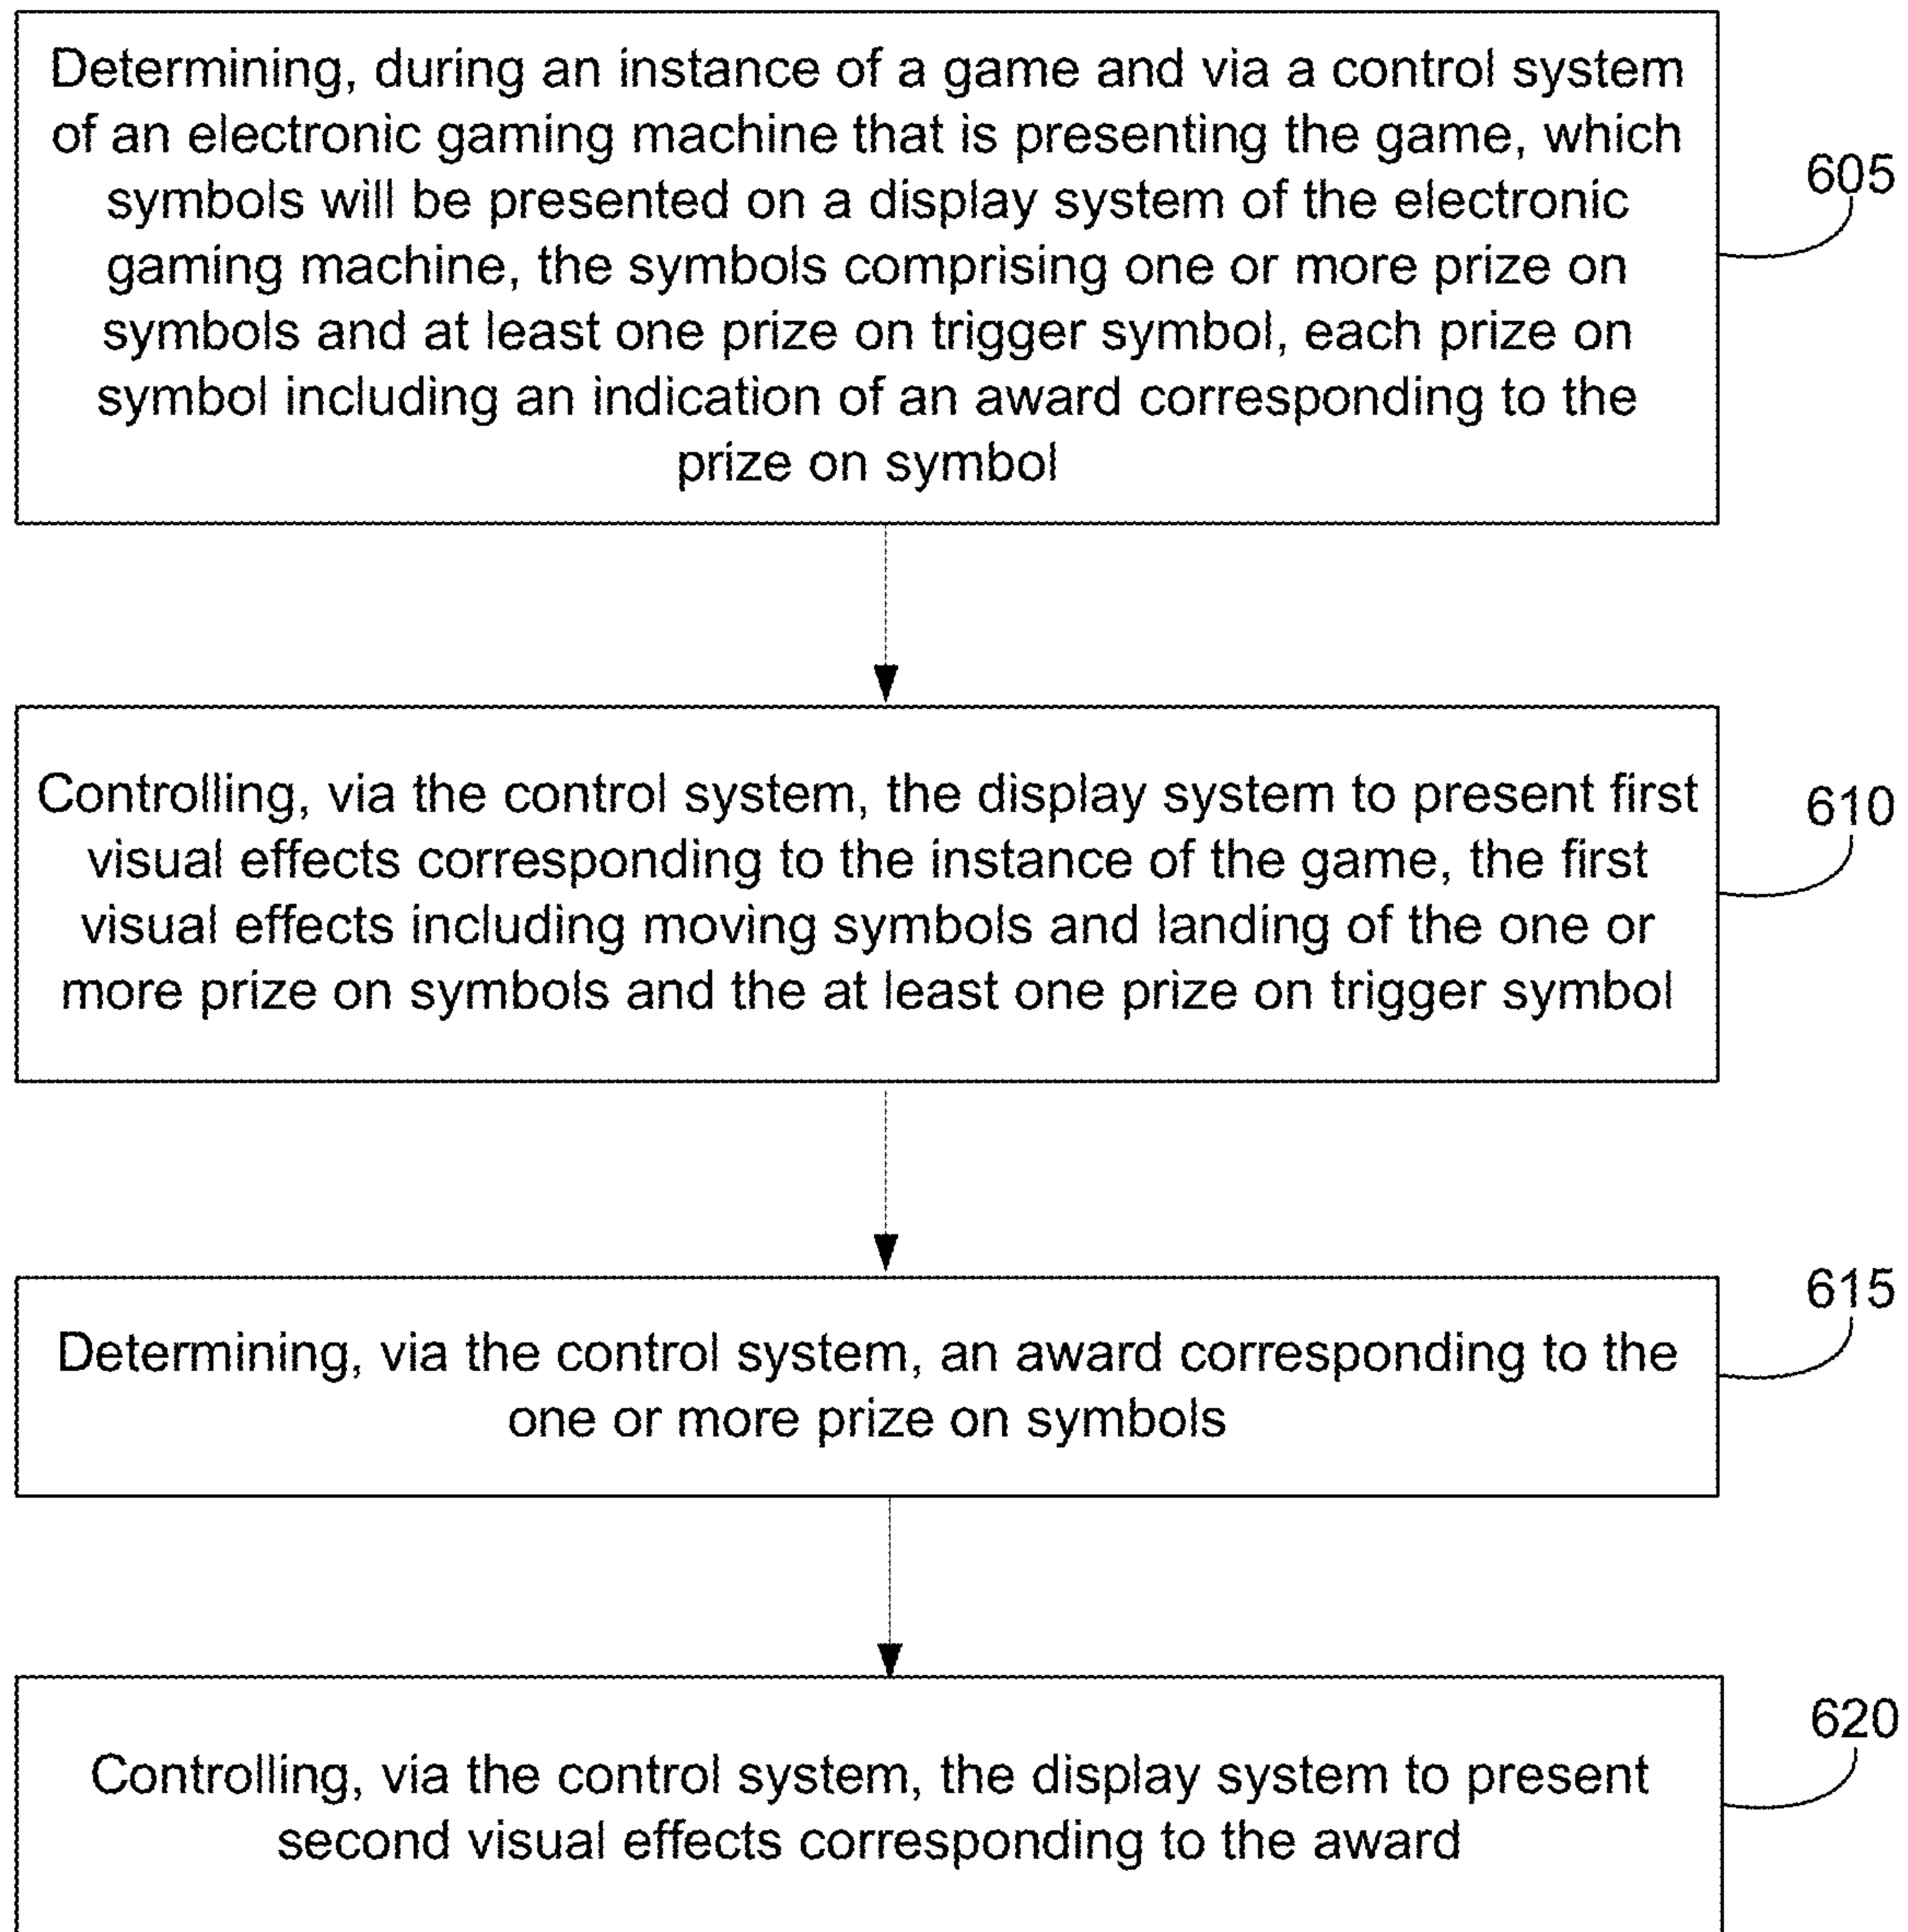 Determining, during an instance of a game and via a control system
of an electronic gaming machine that is presenting the game, which
symbols will be presented on a display system of the electronic
gaming machine, the symbols comprising one or more prize on
symbols and at least one prize on trigger symbol, each prize on
symbol including an indication of an award corresponding to the
prize on symbol
605
Controlling, via the control system, the display system to present first
visual effects corresponding to the instance of the game, the first
visual effects including moving symbols and landing of the one or
more prize on symbols and the at least one prize on trigger symbol
610
Determining, via the control system, an award corresponding to the
one or more prize on symbols
615
Controlling, via the control system, the display system to present
second visual effects corresponding to the award
620